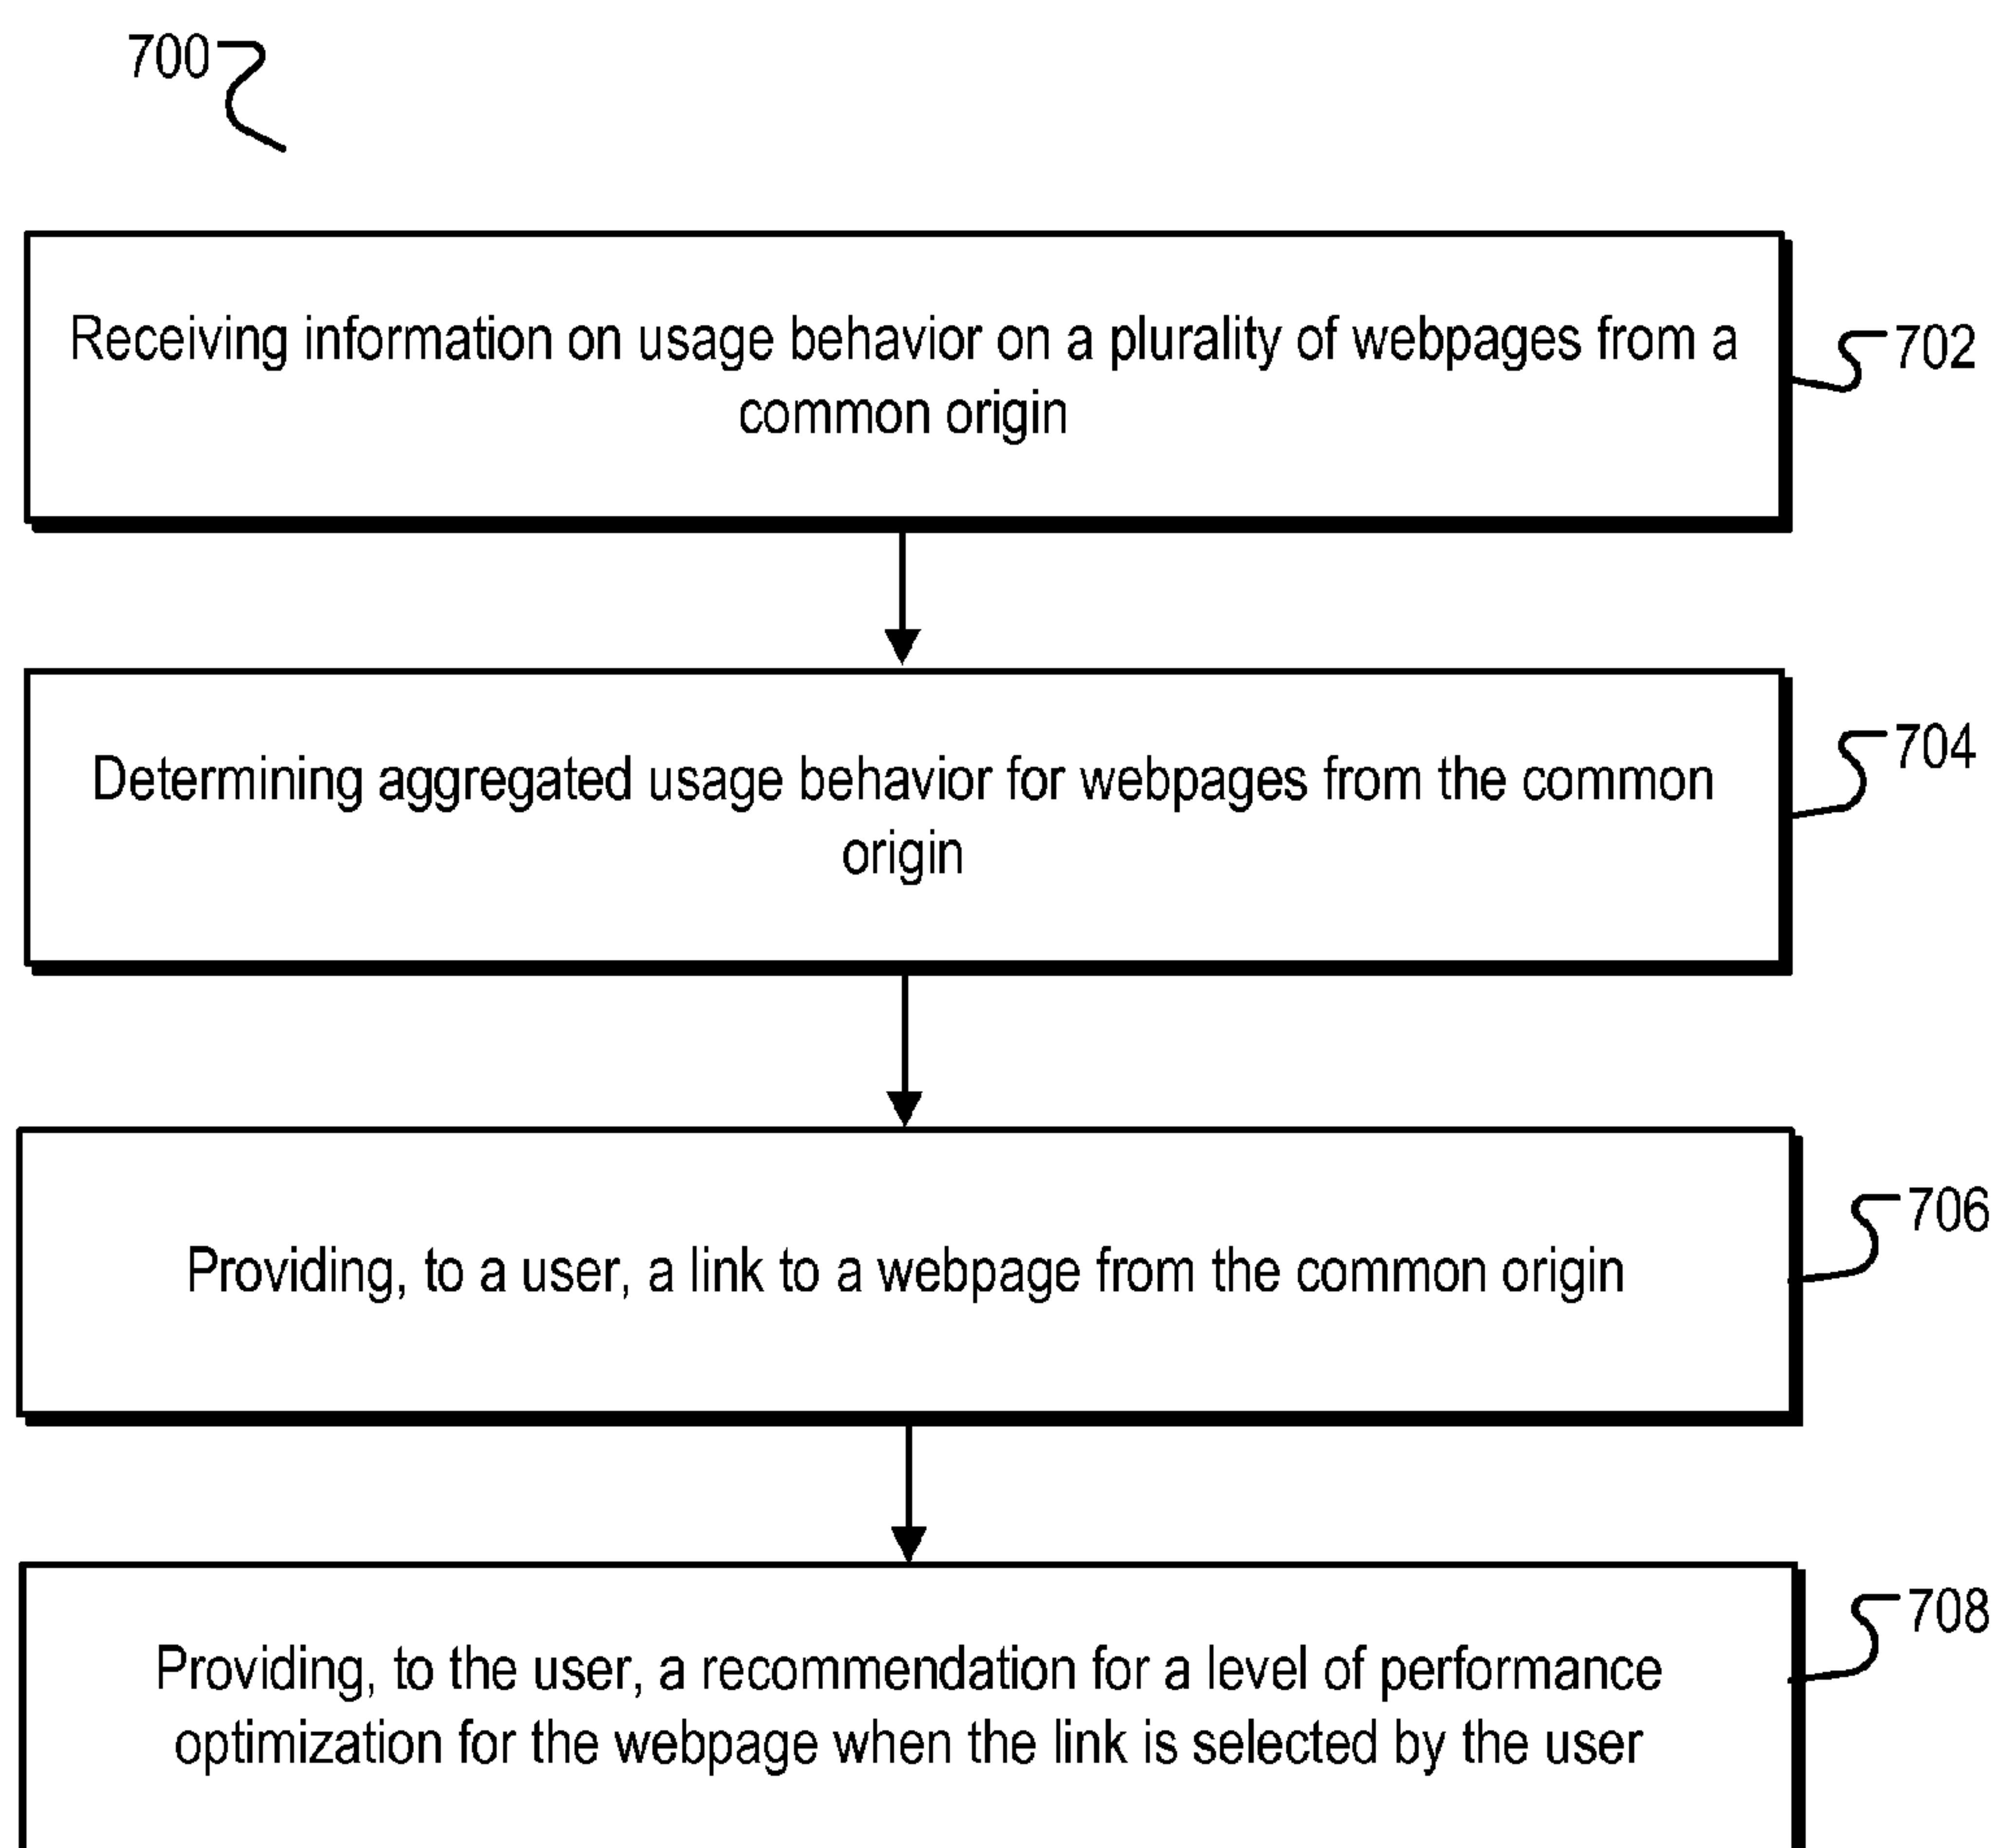 700
Receiving information on usage behavior on a plurality of webpages from a
common origin
702
Determining aggregated usage behavior for webpages from the common
origin
704
Providing, to a user, a link to a webpage from the common origin
706
Providing, to the user, a recommendation for a level of performance
optimization for the webpage when the link is selected by the user
708